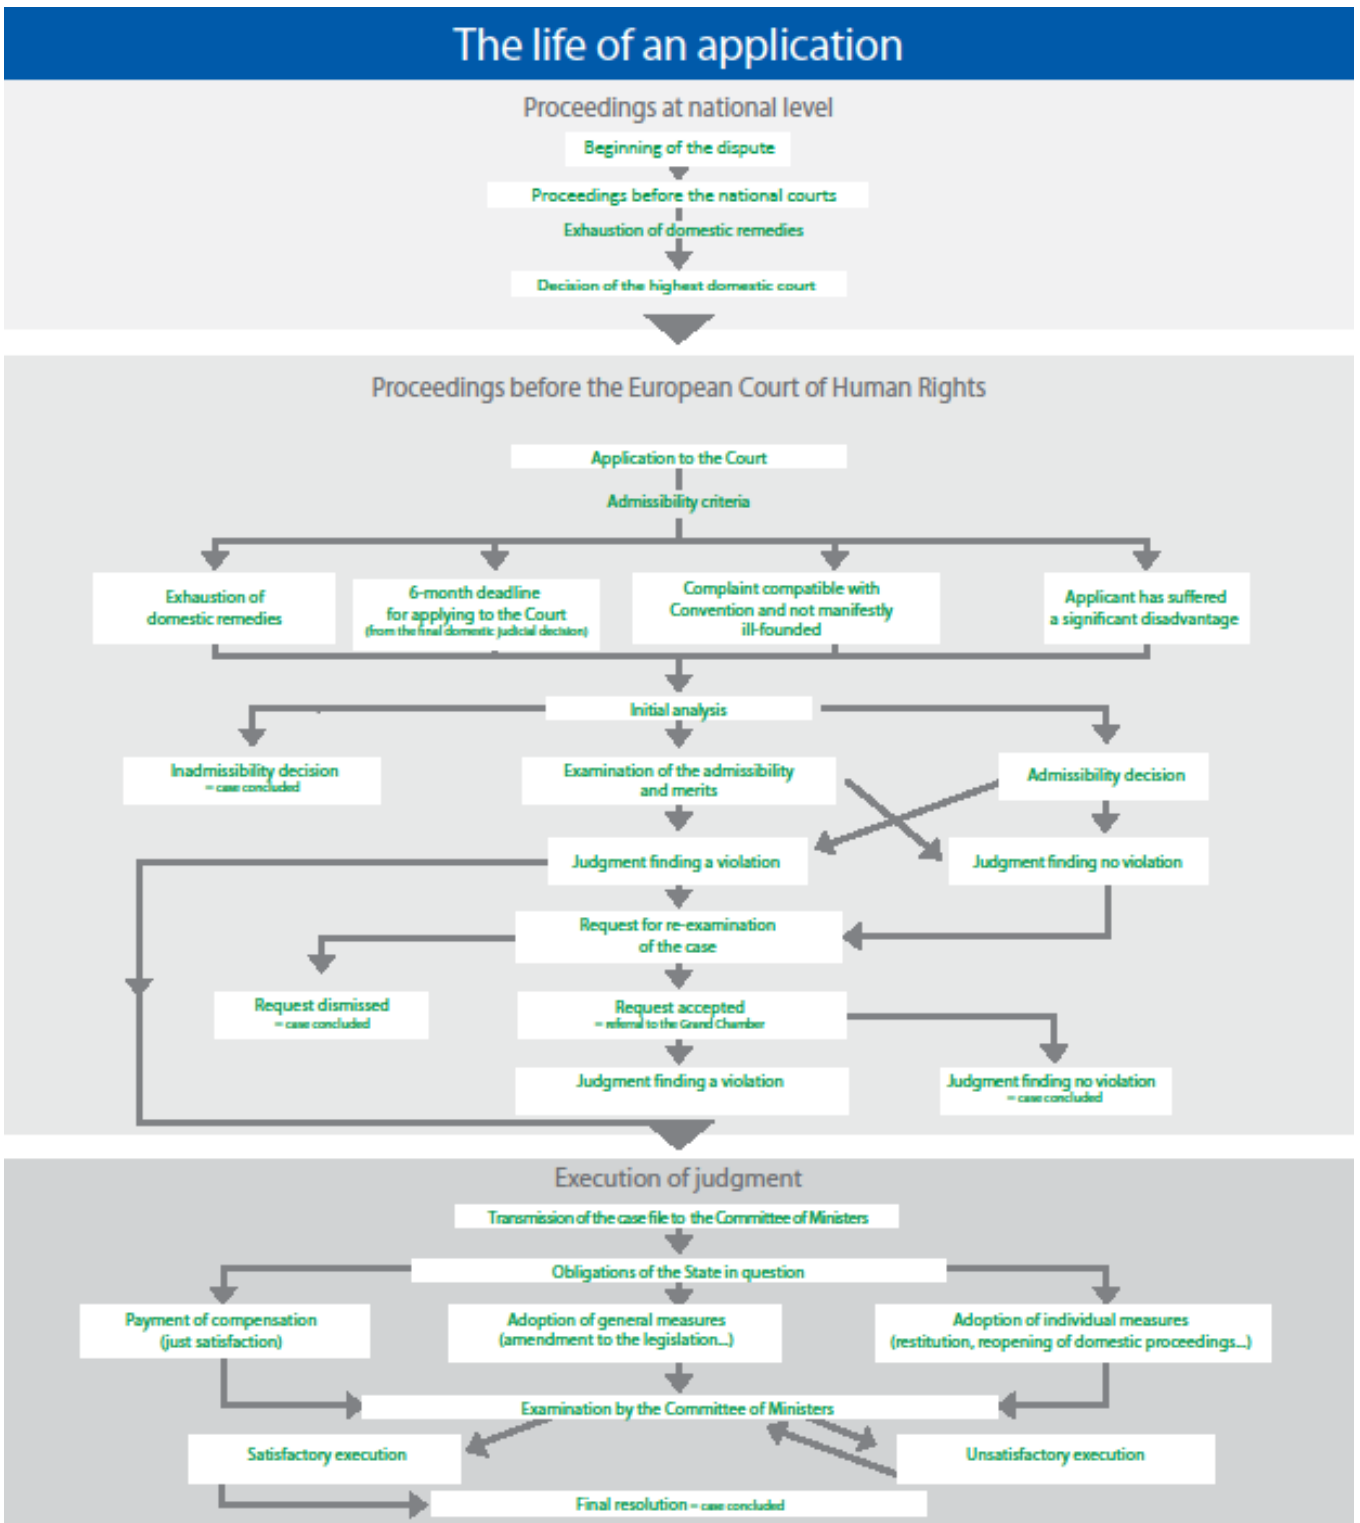 The life of an application
Proceedings at national level
Beginning of the dispute
Proceedings before the national courts
Exhaustion of domestic remedies
Decision of the highest domestic court
Proceedings before the European Court of Human Rights
Application to the Court
Admissibility criteria
Exhaustion of
domestic remedies
6-month deadline
for applying to the Court
(from the final domestic judicial decision)
Complaint compatible with
Convention and not manifestly
ill-founded
Applicant has suffered
a significant disadvantage
Initial analysis
Inadmissibility decision
= case concluded
Examination of the admissibility
and merits
Admissibility decision
Judgment finding a violation
Judgment finding no violation
Request for re-examination
of the case
Request dismissed
= case concluded
Request accepted
= referral to the Grand Chamber
Judgment finding a violation
Judgment finding no violation
= case concluded
Execution of judgment
Transmission of the case file to the Committee of Ministers
Obligations of the State in question
Payment of compensation
(just satisfaction)
Adoption of general measures
(amendment to the legislation...)
Adoption of individual measures
(restitution, reopening of domestic proceedings...)
Examination by the Committee of Ministers
Satisfactory execution
Unsatisfactory execution
Final resolution = case concluded